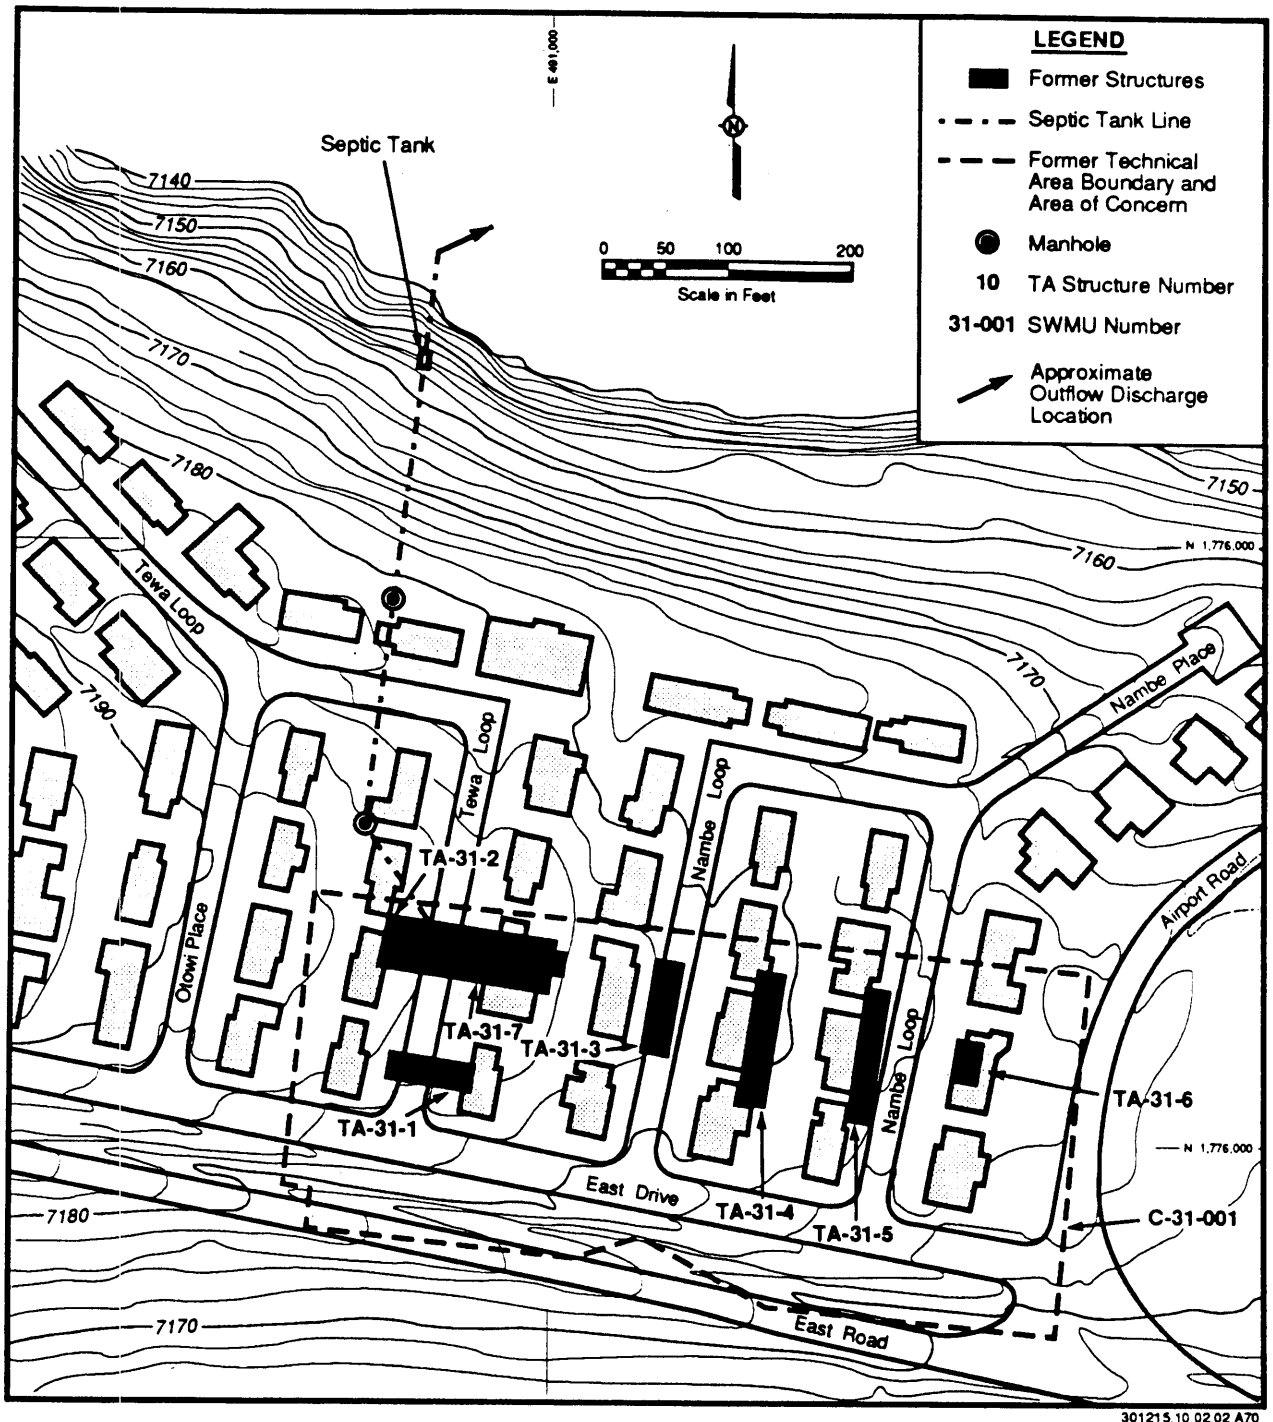 LEGEND
Former Structures
Septic Tank Line
Former Technical
Area Boundary and
Area of Concern
Manhole
10 TA Structure Number
31-001 SWMU Number
Approximate
Outflow Discharge
Location
E 491,000
N
Septic Tank
0 50 100 200
Scale in Feet
7140
7150
7160
7170
7180
7190
7150
N 1,776,000
7160
7170
Tewa Loop
Tewa Loop
Nambe Place
Nambe Loop
Airport Road
TA-31-2
Otowi Place
TA-31-7
TA-31-3
Nambe Loop
TA-31-6
TA-31-1
N 1,776,000
East Drive
TA-31-4
TA-31-5
C-31-001
7180
7170
East Road
301215.10 02 02 A70